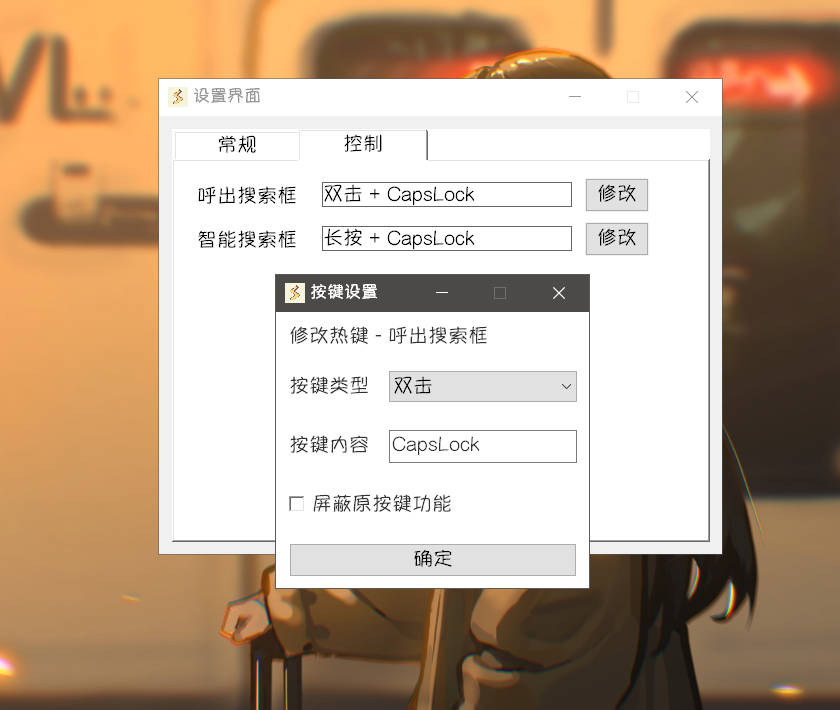 设置界面
常规 控制
呼出搜索框 双击 + CapsLock 修改
智能搜索框 长按 + CapsLock 修改
按键设置
修改热键 - 呼出搜索框
按键类型 双击
按键内容 CapsLock
屏蔽原按键功能
确定